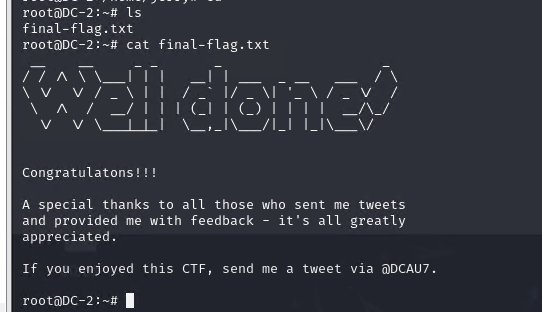 root@DC-2:~# ls
final-flag.txt
root@DC-2:~# cat final-flag.txt
Well done!
Congratulatons!!!
A special thanks to all those who sent me tweets
and provided me with feedback - it's all greatly
appreciated.
If you enjoyed this CTF, send me a tweet via @DCAU7.
root@DC-2:~#